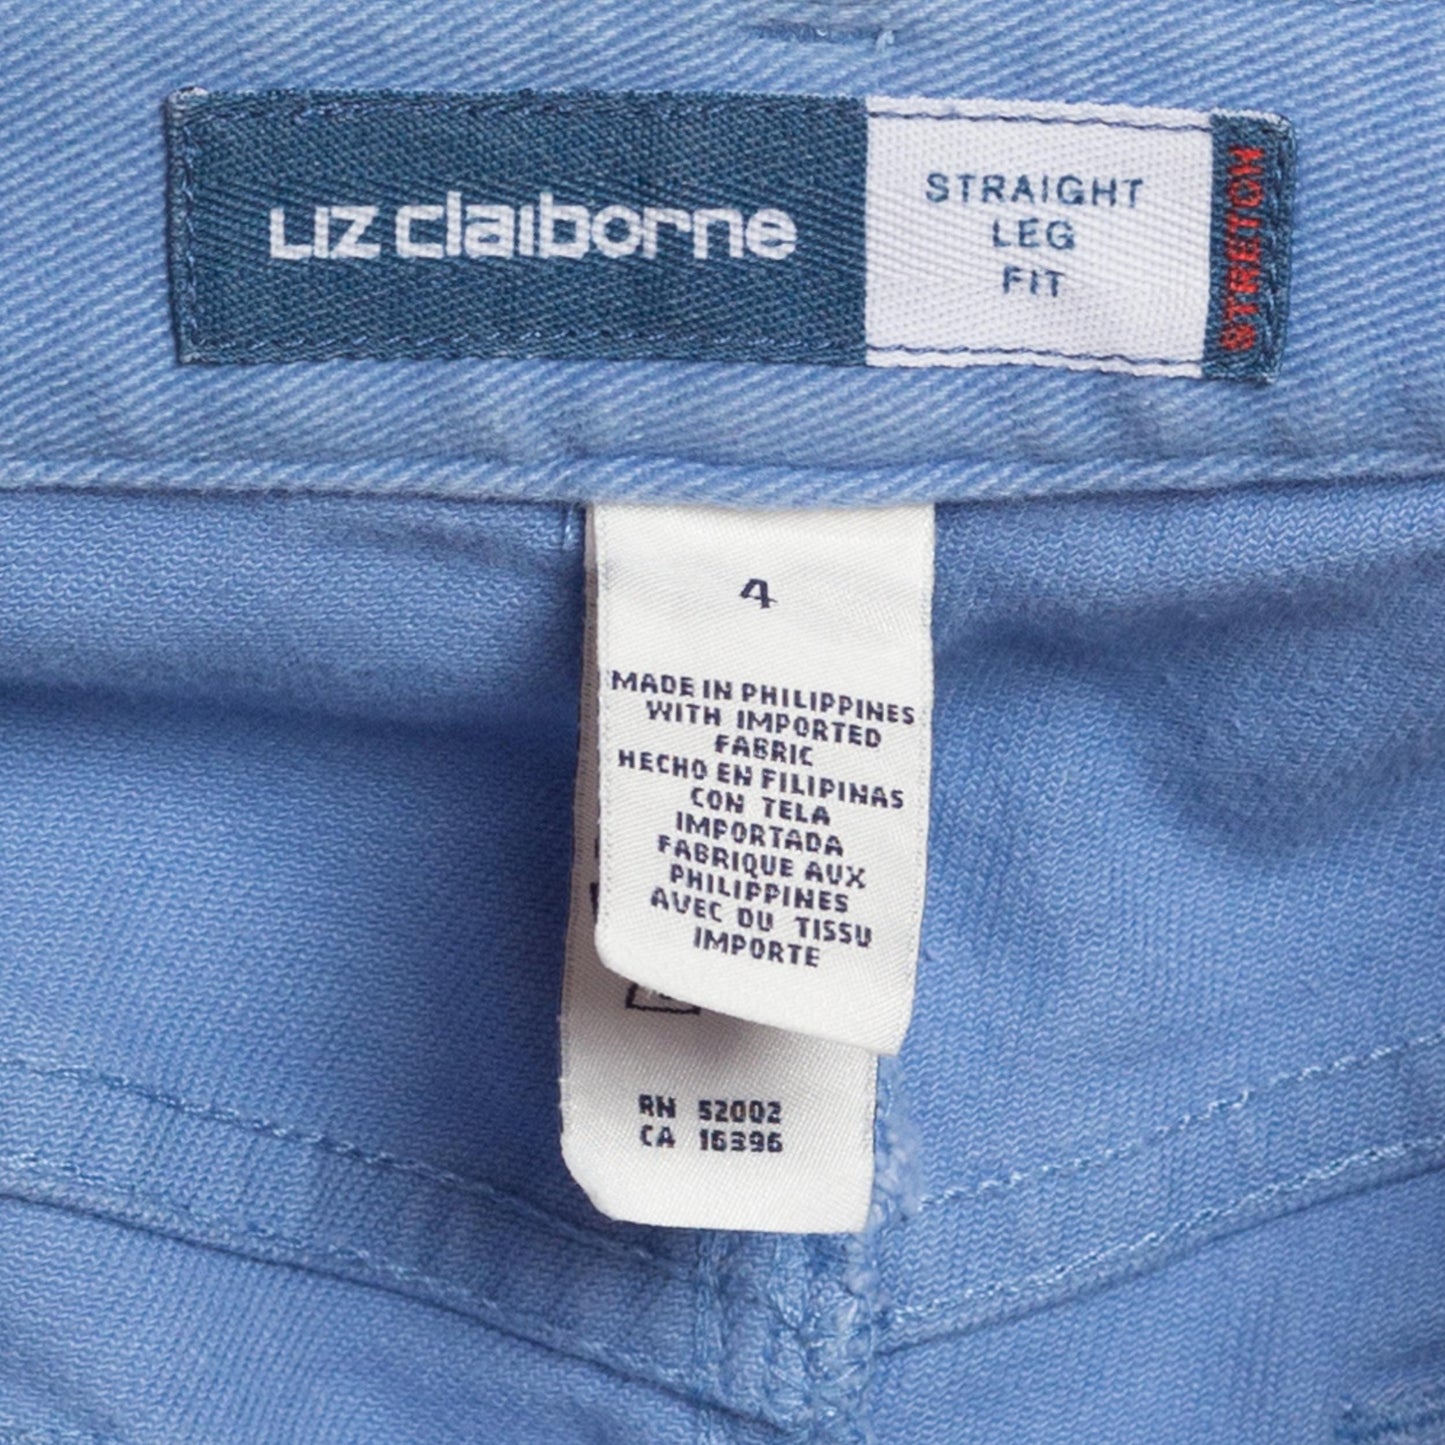 LIZ claiborne
STRAIGHT
LEG
FIT
STRETCH
4
MADE IN PHILIPPINES
WITH IMPORTED
FABRIC
HECHO EN FILIPINAS
CON TELA
IMPORTADA
FABRIQUE AUX
PHILIPPINES
AVEC DU TISSU
IMPORTE
RN 52002
CA 16396